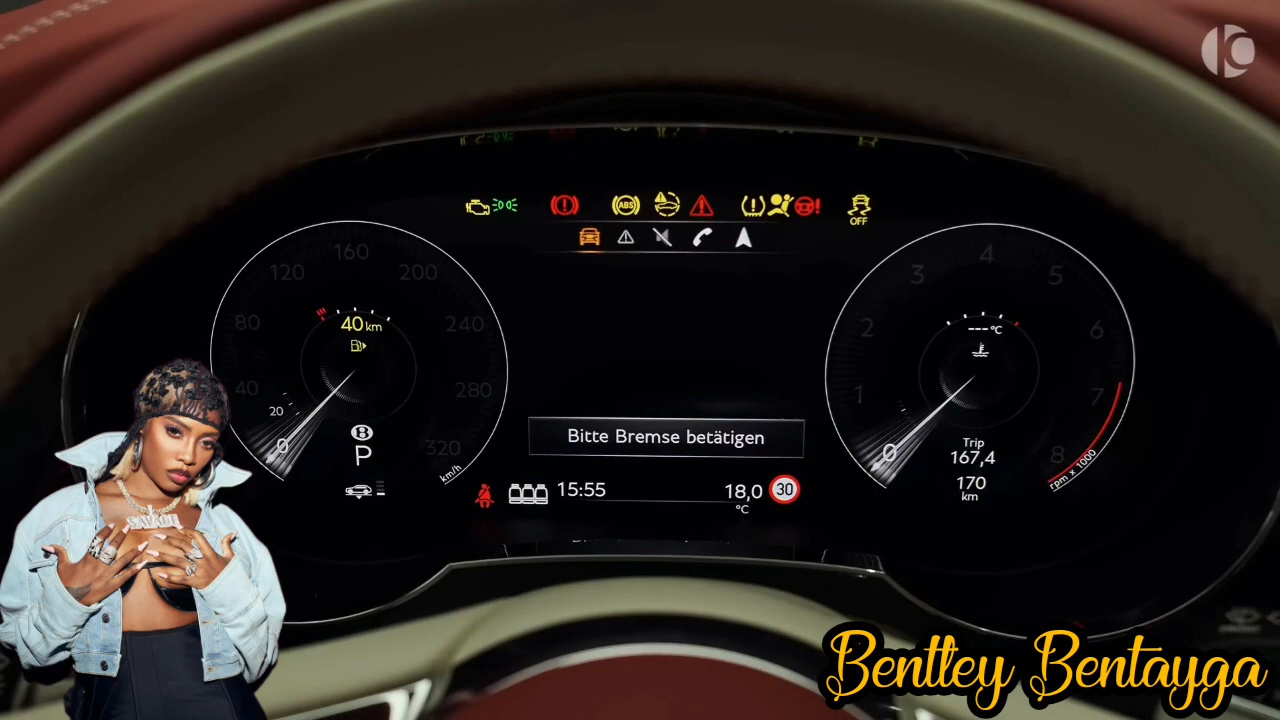 ABS
OFF
160
120
200
80
240
40
280
20
0
320
km/h
40 km
P
4
3
5
2
6
1
7
0
8
rpm x 1000
---°C
Trip
167,4
170
km
Bitte Bremse betätigen
15:55
18,0
°C
30
Bentley Bentayga